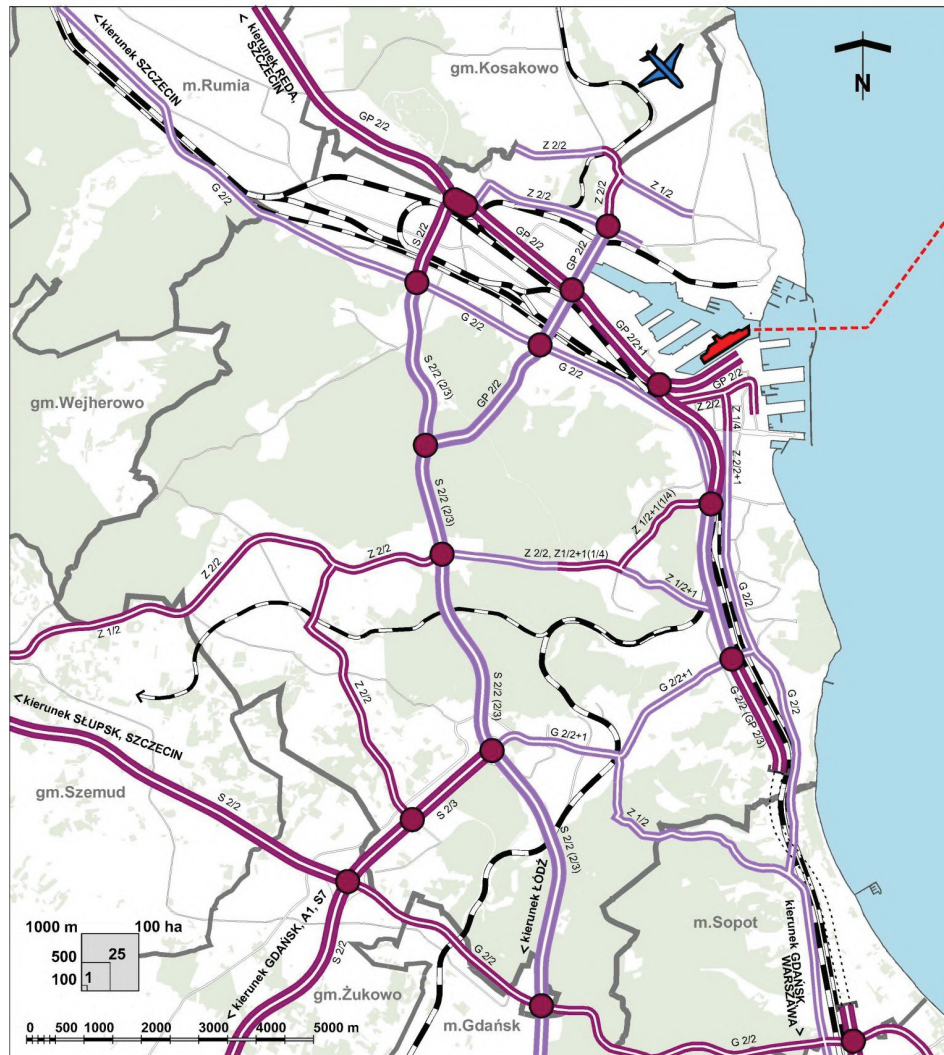 < kierunek SZCZECIN
< kierunek REDA,
SZCZECIN
gm.Kosakowo
m.Rumia
N
GP 2/2
Z 2/2
Z 2/2
Z 2/2
Z 1/2
G 2/2
S 2/2
GP 2/2
GP 2/2
G 2/2
GP 2/2+1
G 2/2
S 2/2 (2/3)
GP 2/2
GP 2/2
Z 2/2
Z 1/4
gm.Wejherowo
Z 2/2+1
S 2/2 (2/3)
Z 1/2+1(1/4)
Z 2/2
Z 2/2
Z 2/2, Z1/2+1(1/4)
Z 1/2+1
G 2/2
Z 1/2
Z 2/2
S 2/2 (2/3)
G 2/2+1
G 2/2
G 2/2 (GP 2/3)
< kierunek SŁUPSK, SZCZECIN
G 2/2+1
gm.Szemud
S 2/2
S 2/3
Z 1/2
S 2/2 (2/3)
< kierunek ŁÓDŹ
m.Sopot
kierunek GDAŃSK
WARSZAWA >
< kierunek GDAŃSK, A1, S7
S 2/2
G 2/2
gm.Żukowo
m.Gdańsk
G 2/2
1000 m 100 ha
500 25
100 1
0 500 1000 2000 3000 4000 5000 m